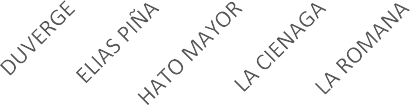 DUVERGE
ELIAS PIÑA
HATO MAYOR
LA CIENAGA
LA ROMANA